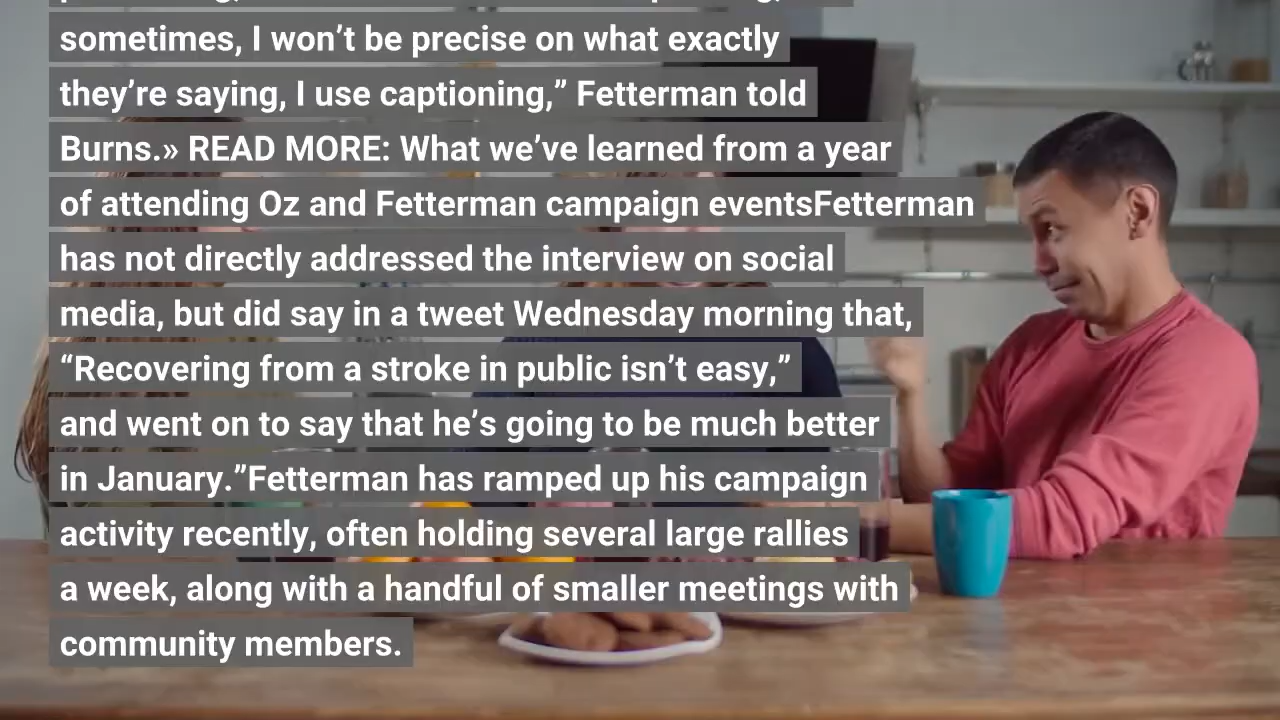 sometimes, I won’t be precise on what exactly
they’re saying, I use captioning,” Fetterman told
Burns.» READ MORE: What we’ve learned from a year
of attending Oz and Fetterman campaign eventsFetterman
has not directly addressed the interview on social
media, but did say in a tweet Wednesday morning that,
“Recovering from a stroke in public isn’t easy,”
and went on to say that he’s going to be much better
in January.”Fetterman has ramped up his campaign
activity recently, often holding several large rallies
a week, along with a handful of smaller meetings with
community members.